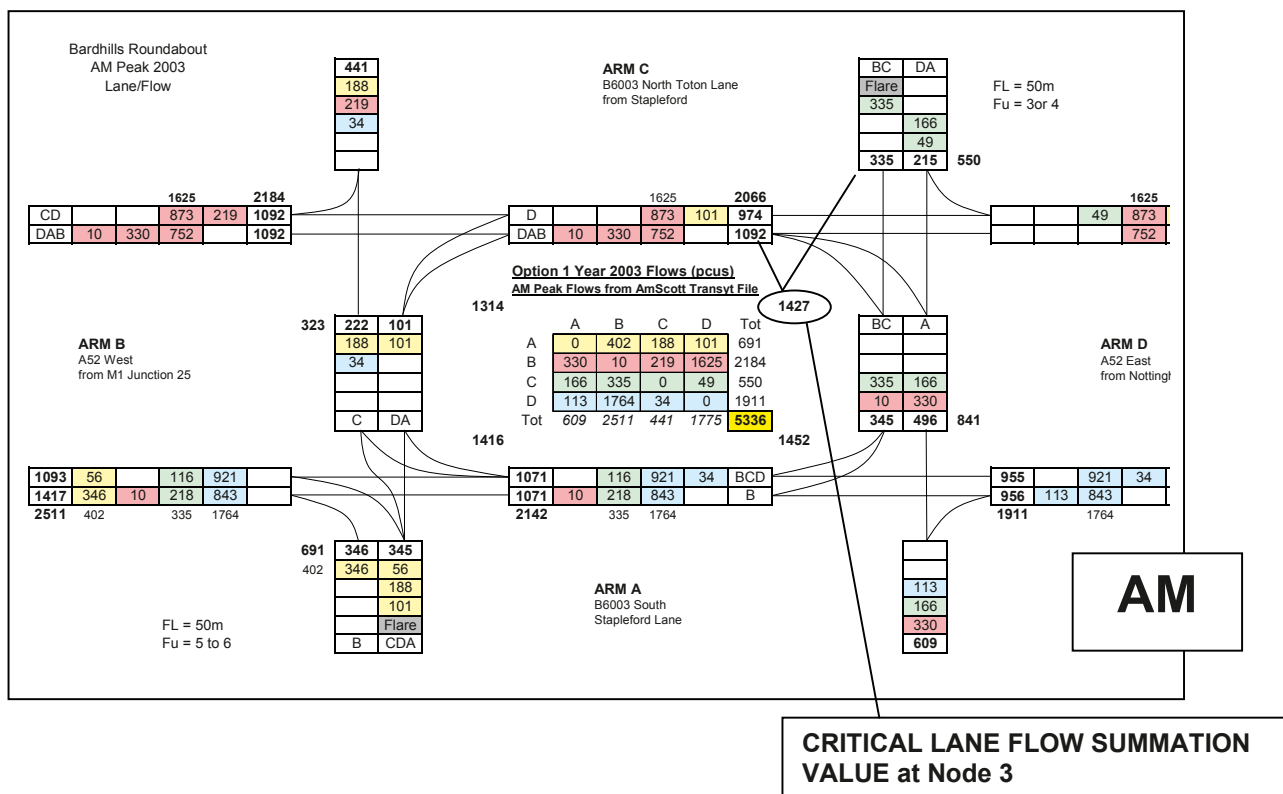 Bardhills Roundabout
AM Peak 2003
Lane/Flow
441
188
219
34
ARM C
B6003 North Toton Lane
from Stapleford
BC DA
Flare
335
166
49
335 215 550
FL = 50m
Fu = 3or 4
1625 2184
CD 873 219 1092
DAB 10 330 752 1092
1625 2066
D 873 101 974
DAB 10 330 752 1092
1625
49 873
752
Option 1 Year 2003 Flows (pcus)
AM Peak Flows from AmScott Transyt File
1314
1427
323 222 101
188 101
34
C DA
ARM B
A52 West
from M1 Junction 25
A B C D Tot
A 0 402 188 101 691
B 330 10 219 1625 2184
C 166 335 0 49 550
D 113 1764 34 0 1911
Tot 609 2511 441 1775 5336
BC A
335 166
10 330
345 496 841
ARM D
A52 East
from Nottingh
1416
1452
1093 56 116 921
1417 346 10 218 843
2511 402 335 1764
1071 116 921 34 BCD
1071 10 218 843 B
2142 335 1764
955 921 34
956 113 843
1911 1764
691 346 345
402 346 56
188
101
Flare
B CDA
FL = 50m
Fu = 5 to 6
ARM A
B6003 South
Stapleford Lane
113
166
330
609
AM
CRITICAL LANE FLOW SUMMATION
VALUE at Node 3